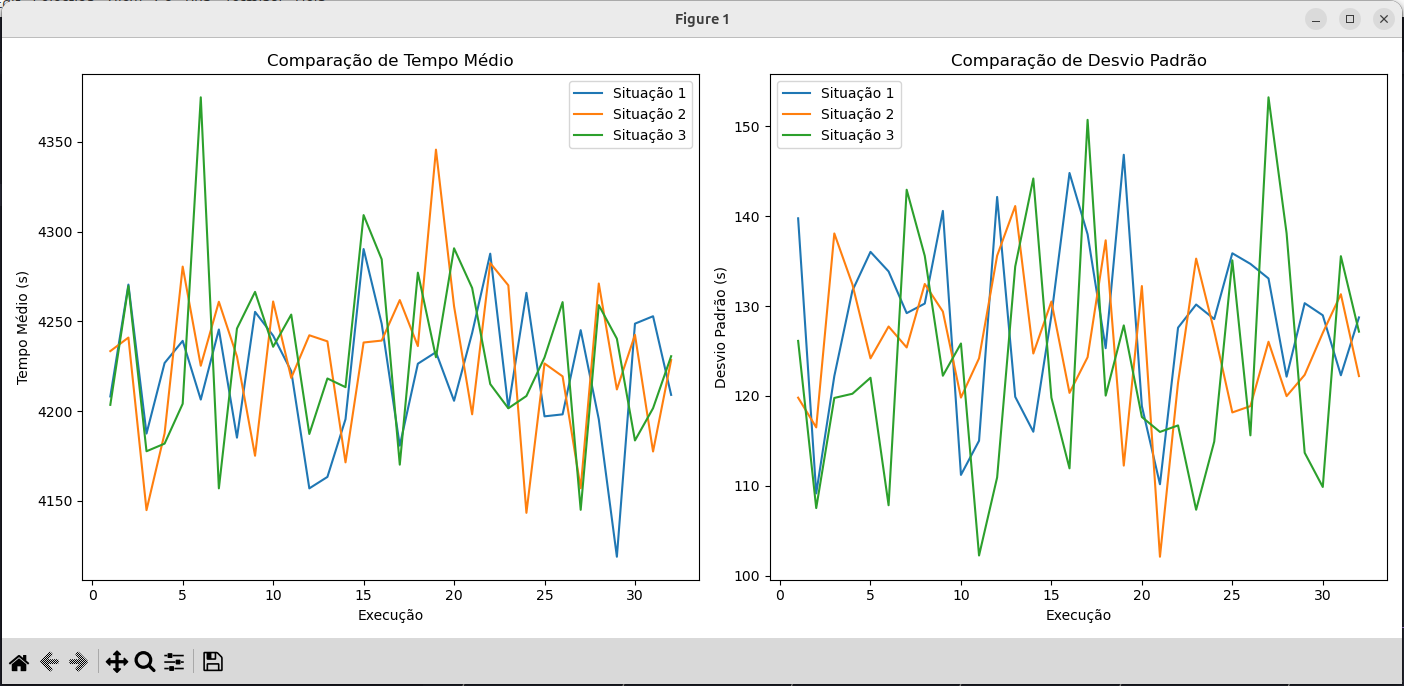 Figure 1
Comparação de Tempo Médio
Situação 1
Situação 2
Situação 3
4350
4300
4250
4200
4150
Tempo Médio (s)
0 5 10 15 20 25 30
Execução
Comparação de Desvio Padrão
Situação 1
Situação 2
Situação 3
150
140
130
120
110
100
Desvio Padrão (s)
0 5 10 15 20 25 30
Execução